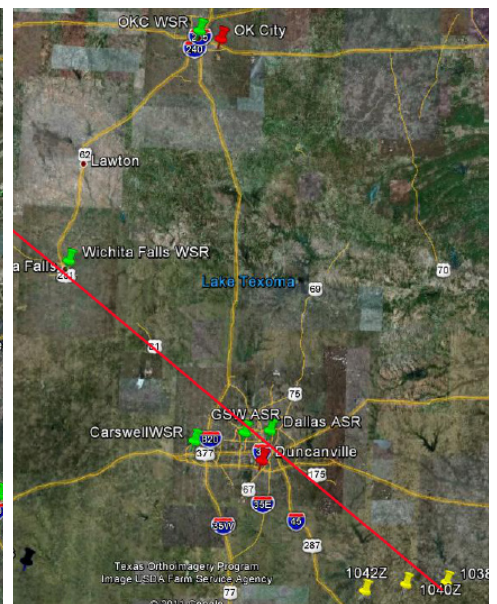 OKC WSR
OK City
240
62
Lawton
Wichita Falls WSR
a Falls
70
Lake Texoma
69
81
75
GSW ASR
Dallas ASR
CarswellWSR
820
377
Duncanville
175
67
35E
35W
45
287
1042Z
1038
1040Z
Texas Orthoimagery Program
Image USDA Farm Service Agency
77